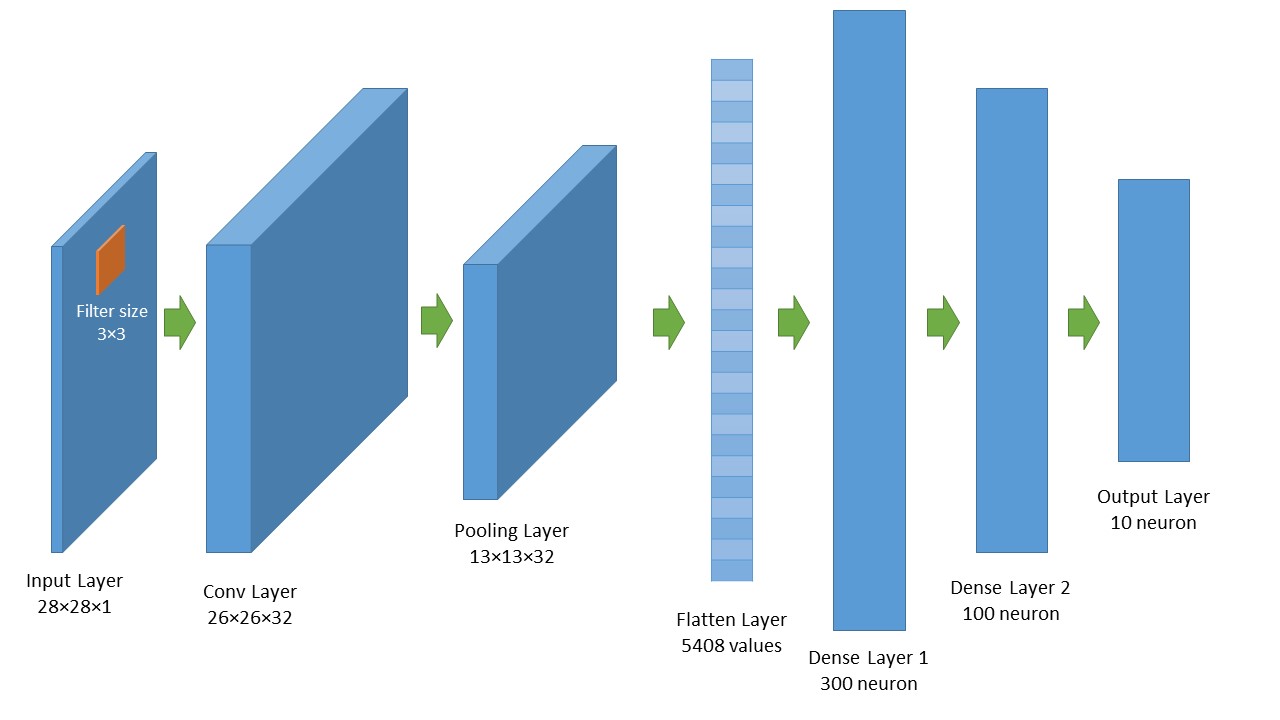 Filter size
3×3
Input Layer
28×28×1
Conv Layer
26×26×32
Pooling Layer
13×13×32
Flatten Layer
5408 values
Dense Layer 1
300 neuron
Dense Layer 2
100 neuron
Output Layer
10 neuron